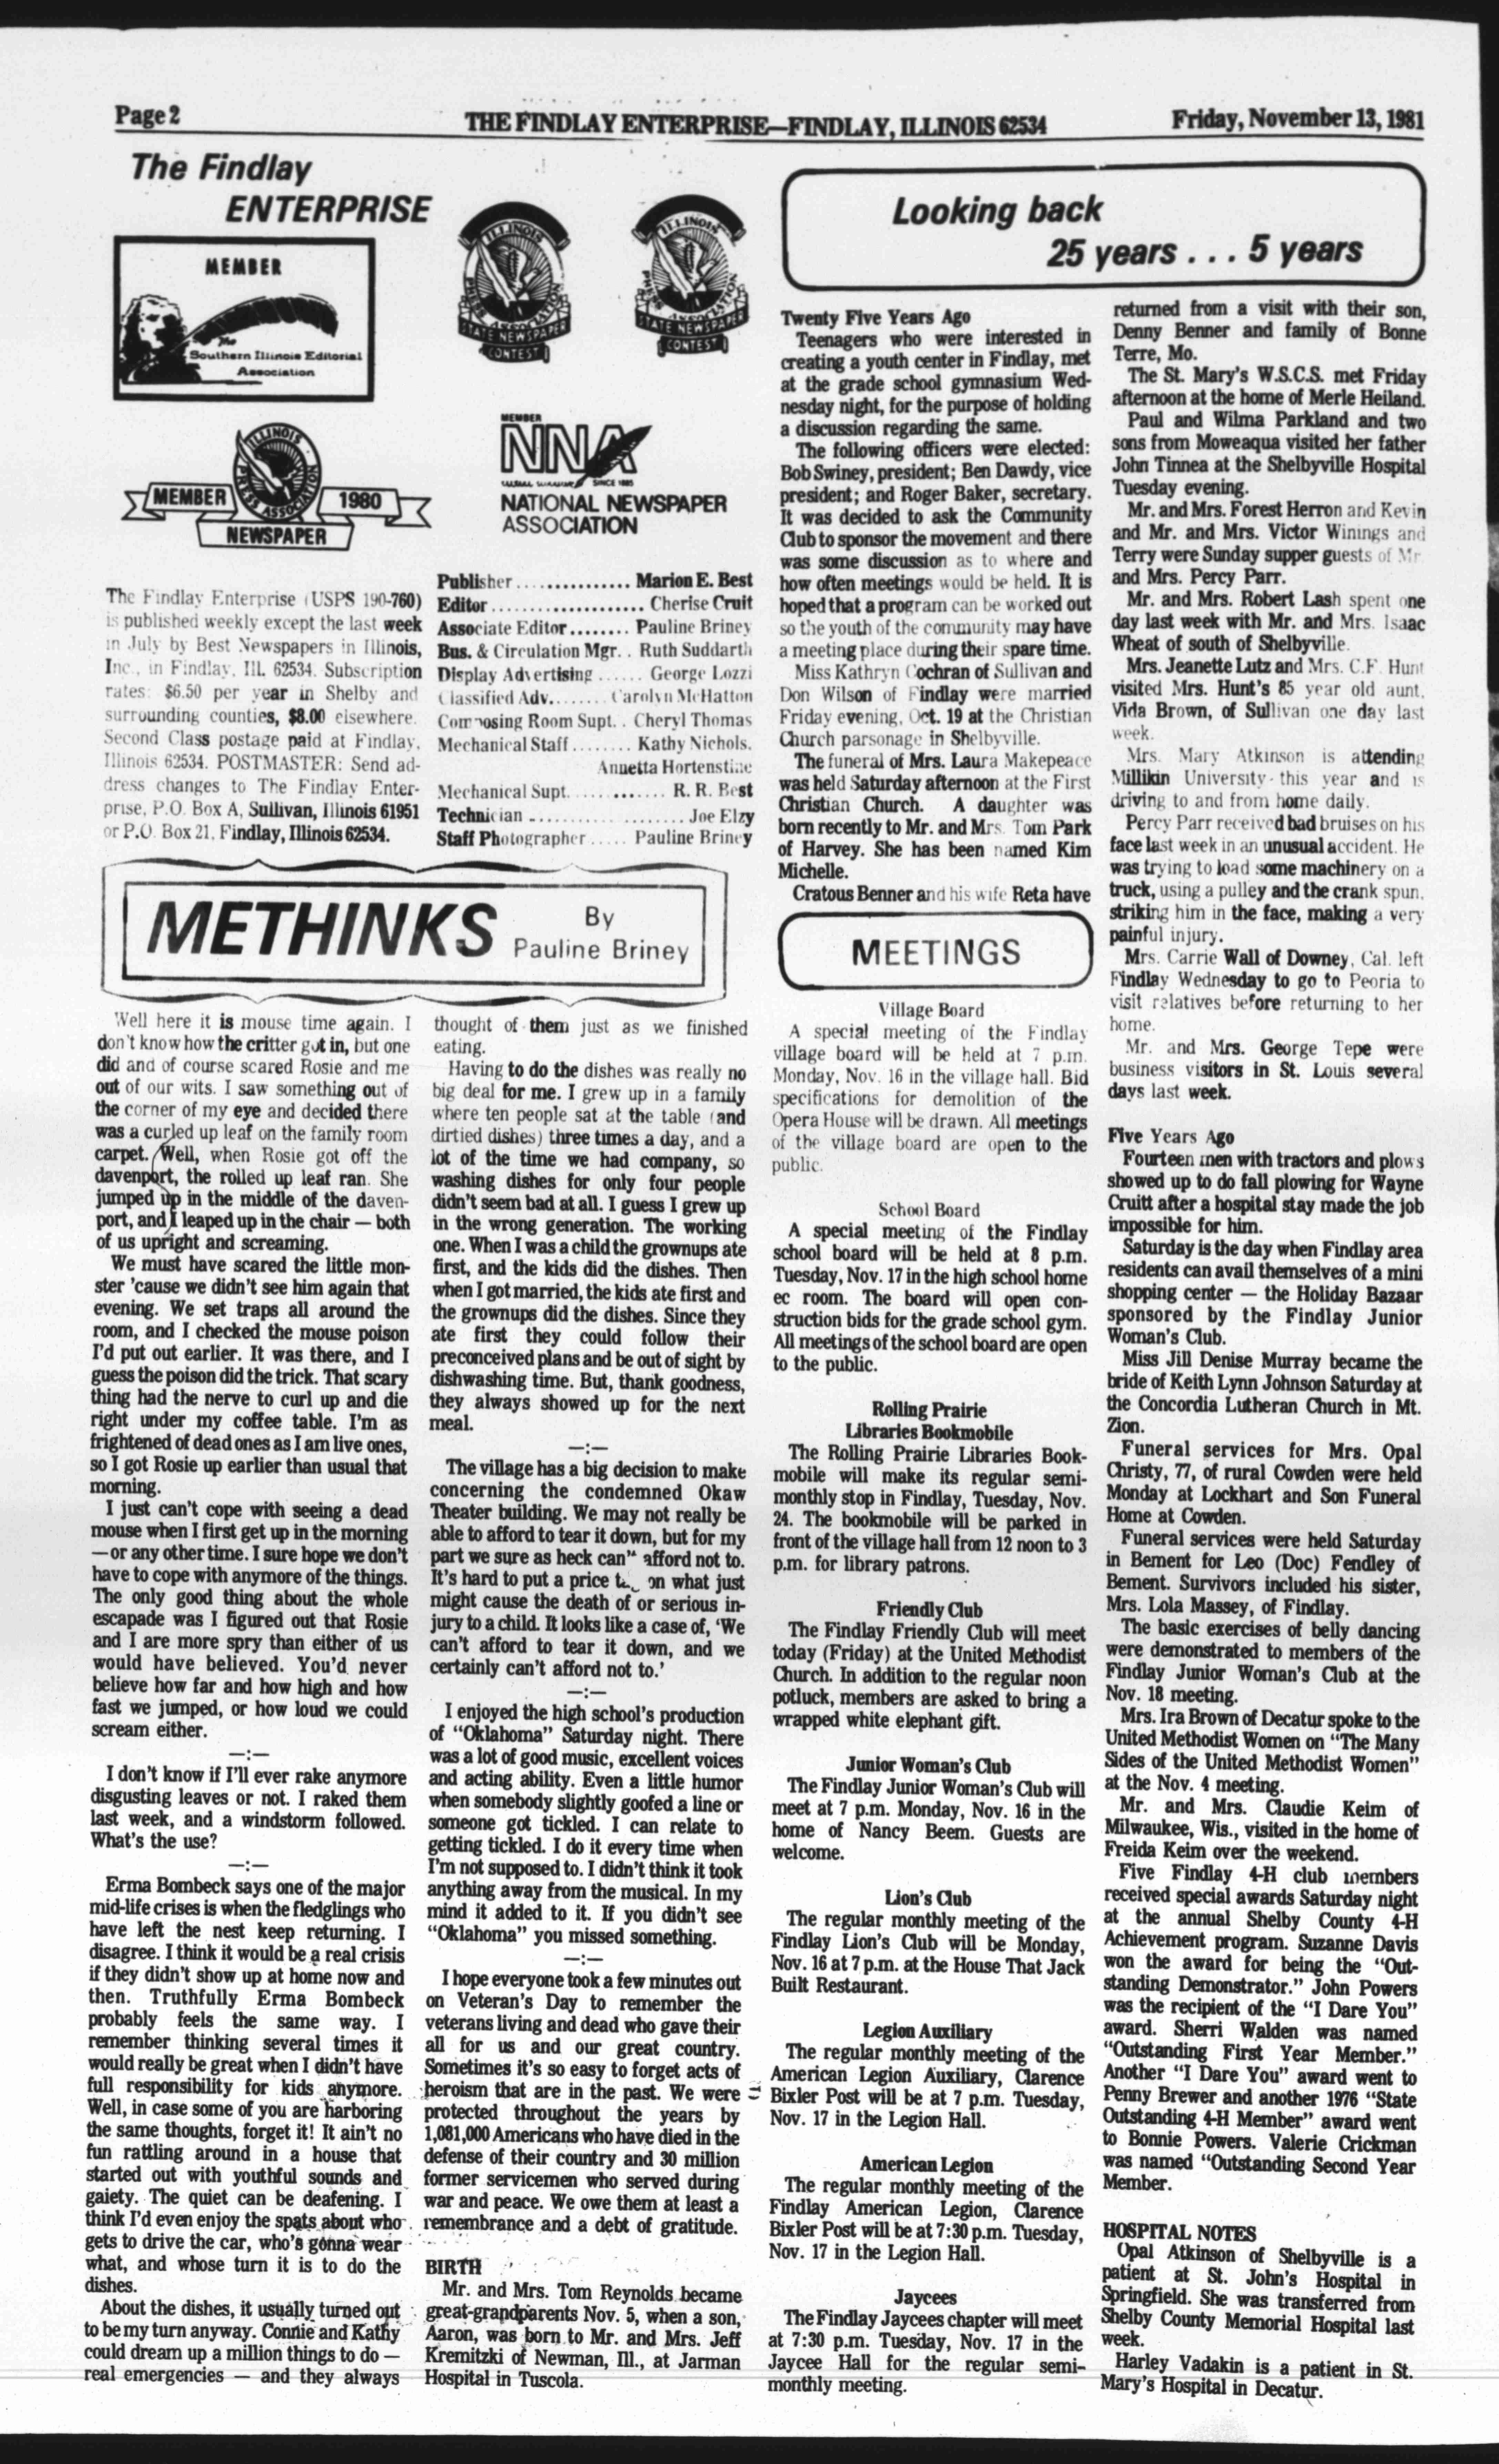 Page 2
THE FINDLAY ENTERPRISE—FINDLAY, ILLINOIS 62534
Friday, November 13, 1981
The Findlay
ENTERPRISE
MEMBER
The
Southern Illinois Editorial
Association
ILLINOIS
PRESS ASSOCIATION
STATE NEWSPAPER
CONTEST
ILLINOIS
PRESS ASSOCIATION
STATE NEWSPAPER
CONTEST
ILLINOIS
PRESS ASSOCIATION
MEMBER
1980
NEWSPAPER
MEMBER
NNA
SINCE 1885
NATIONAL NEWSPAPER
ASSOCIATION
The Findlay Enterprise (USPS 190-760)
is published weekly except the last week
in July by Best Newspapers in Illinois,
Inc., in Findlay, Ill. 62534. Subscription
rates: $6.50 per year in Shelby and
surrounding counties, $8.00 elsewhere.
Second Class postage paid at Findlay,
Illinois 62534. POSTMASTER: Send ad-
dress changes to The Findlay Enter-
prise, P.O. Box A, Sullivan, Illinois 61951
or P.O. Box 21, Findlay, Illinois 62534.
Publisher .............. Marion E. Best
Editor ................... Cherise Cruit
Associate Editor ........ Pauline Briney
Bus. & Circulation Mgr. . Ruth Suddarth
Display Advertising ...... George Lozzi
Classified Adv. ....... Carolyn McHatton
Composing Room Supt. . Cheryl Thomas
Mechanical Staff ........ Kathy Nichols,
Annetta Hortenstine
Mechanical Supt. ............ R. R. Best
Technician .................... Joe Elzy
Staff Photographer ..... Pauline Briney
METHINKS
By
Pauline Briney
Well here it is mouse time again. I
don't know how the critter got in, but one
did and of course scared Rosie and me
out of our wits. I saw something out of
the corner of my eye and decided there
was a curled up leaf on the family room
carpet. Well, when Rosie got off the
davenport, the rolled up leaf ran. She
jumped up in the middle of the daven-
port, and I leaped up in the chair — both
of us upright and screaming.
We must have scared the little mon-
ster 'cause we didn't see him again that
evening. We set traps all around the
room, and I checked the mouse poison
I'd put out earlier. It was there, and I
guess the poison did the trick. That scary
thing had the nerve to curl up and die
right under my coffee table. I'm as
frightened of dead ones as I am live ones,
so I got Rosie up earlier than usual that
morning.
I just can't cope with seeing a dead
mouse when I first get up in the morning
—or any other time. I sure hope we don't
have to cope with anymore of the things.
The only good thing about the whole
escapade was I figured out that Rosie
and I are more spry than either of us
would have believed. You'd never
believe how far and how high and how
fast we jumped, or how loud we could
scream either.
—:—
I don't know if I'll ever rake anymore
disgusting leaves or not. I raked them
last week, and a windstorm followed.
What's the use?
—:—
Erma Bombeck says one of the major
mid-life crises is when the fledglings who
have left the nest keep returning. I
disagree. I think it would be a real crisis
if they didn't show up at home now and
then. Truthfully Erma Bombeck
probably feels the same way. I
remember thinking several times it
would really be great when I didn't have
full responsibility for kids anymore.
Well, in case some of you are harboring
the same thoughts, forget it! It ain't no
fun rattling around in a house that
started out with youthful sounds and
gaiety. The quiet can be deafening. I
think I'd even enjoy the spats about who
gets to drive the car, who's gonna wear
what, and whose turn it is to do the
dishes.
About the dishes, it usually turned out
to be my turn anyway. Connie and Kathy
could dream up a million things to do —
real emergencies — and they always
thought of them just as we finished
eating.
Having to do the dishes was really no
big deal for me. I grew up in a family
where ten people sat at the table (and
dirtied dishes) three times a day, and a
lot of the time we had company, so
washing dishes for only four people
didn't seem bad at all. I guess I grew up
in the wrong generation. The working
one. When I was a child the grownups ate
first, and the kids did the dishes. Then
when I got married, the kids ate first and
the grownups did the dishes. Since they
ate first they could follow their
preconceived plans and be out of sight by
dishwashing time. But, thank goodness,
they always showed up for the next
meal.
—:—
The village has a big decision to make
concerning the condemned Okaw
Theater building. We may not really be
able to afford to tear it down, but for my
part we sure as heck can't afford not to.
It's hard to put a price on what just
might cause the death of or serious in-
jury to a child. It looks like a case of, 'We
can't afford to tear it down, and we
certainly can't afford not to.'
—:—
I enjoyed the high school's production
of "Oklahoma" Saturday night. There
was a lot of good music, excellent voices
and acting ability. Even a little humor
when somebody slightly goofed a line or
someone got tickled. I can relate to
getting tickled. I do it every time when
I'm not supposed to. I didn't think it took
anything away from the musical. In my
mind it added to it. If you didn't see
"Oklahoma" you missed something.
—:—
I hope everyone took a few minutes out
on Veteran's Day to remember the
veterans living and dead who gave their
all for us and our great country.
Sometimes it's so easy to forget acts of
heroism that are in the past. We were
protected throughout the years by
1,081,000 Americans who have died in the
defense of their country and 30 million
former servicemen who served during
war and peace. We owe them at least a
remembrance and a debt of gratitude.
BIRTH
Mr. and Mrs. Tom Reynolds became
great-grandparents Nov. 5, when a son,
Aaron, was born to Mr. and Mrs. Jeff
Kremitzki of Newman, Ill., at Jarman
Hospital in Tuscola.
Looking back
25 years . . . 5 years
Twenty Five Years Ago
Teenagers who were interested in
creating a youth center in Findlay, met
at the grade school gymnasium Wed-
nesday night, for the purpose of holding
a discussion regarding the same.
The following officers were elected:
Bob Swiney, president; Ben Dawdy, vice
president; and Roger Baker, secretary.
It was decided to ask the Community
Club to sponsor the movement and there
was some discussion as to where and
how often meetings would be held. It is
hoped that a program can be worked out
so the youth of the community may have
a meeting place during their spare time.
Miss Kathryn Cochran of Sullivan and
Don Wilson of Findlay were married
Friday evening, Oct. 19 at the Christian
Church parsonage in Shelbyville.
The funeral of Mrs. Laura Makepeace
was held Saturday afternoon at the First
Christian Church. A daughter was
born recently to Mr. and Mrs. Tom Park
of Harvey. She has been named Kim
Michelle.
Cratous Benner and his wife Reta have
MEETINGS
Village Board
A special meeting of the Findlay
village board will be held at 7 p.m.
Monday, Nov. 16 in the village hall. Bid
specifications for demolition of the
Opera House will be drawn. All meetings
of the village board are open to the
public.
School Board
A special meeting of the Findlay
school board will be held at 8 p.m.
Tuesday, Nov. 17 in the high school home
ec room. The board will open con-
struction bids for the grade school gym.
All meetings of the school board are open
to the public.
Rolling Prairie
Libraries Bookmobile
The Rolling Prairie Libraries Book-
mobile will make its regular semi-
monthly stop in Findlay, Tuesday, Nov.
24. The bookmobile will be parked in
front of the village hall from 12 noon to 3
p.m. for library patrons.
Friendly Club
The Findlay Friendly Club will meet
today (Friday) at the United Methodist
Church. In addition to the regular noon
potluck, members are asked to bring a
wrapped white elephant gift.
Junior Woman's Club
The Findlay Junior Woman's Club will
meet at 7 p.m. Monday, Nov. 16 in the
home of Nancy Beem. Guests are
welcome.
Lion's Club
The regular monthly meeting of the
Findlay Lion's Club will be Monday,
Nov. 16 at 7 p.m. at the House That Jack
Built Restaurant.
Legion Auxiliary
The regular monthly meeting of the
American Legion Auxiliary, Clarence
Bixler Post will be at 7 p.m. Tuesday,
Nov. 17 in the Legion Hall.
American Legion
The regular monthly meeting of the
Findlay American Legion, Clarence
Bixler Post will be at 7:30 p.m. Tuesday,
Nov. 17 in the Legion Hall.
Jaycees
The Findlay Jaycees chapter will meet
at 7:30 p.m. Tuesday, Nov. 17 in the
Jaycee Hall for the regular semi-
monthly meeting.
returned from a visit with their son,
Denny Benner and family of Bonne
Terre, Mo.
The St. Mary's W.S.C.S. met Friday
afternoon at the home of Merle Heiland.
Paul and Wilma Parkland and two
sons from Moweaqua visited her father
John Tinnea at the Shelbyville Hospital
Tuesday evening.
Mr. and Mrs. Forest Herron and Kevin
and Mr. and Mrs. Victor Winings and
Terry were Sunday supper guests of Mr.
and Mrs. Percy Parr.
Mr. and Mrs. Robert Lash spent one
day last week with Mr. and Mrs. Isaac
Wheat of south of Shelbyville.
Mrs. Jeanette Lutz and Mrs. C.F. Hunt
visited Mrs. Hunt's 85 year old aunt,
Vida Brown, of Sullivan one day last
week.
Mrs. Mary Atkinson is attending
Millikin University this year and is
driving to and from home daily.
Percy Parr received bad bruises on his
face last week in an unusual accident. He
was trying to load some machinery on a
truck, using a pulley and the crank spun,
striking him in the face, making a very
painful injury.
Mrs. Carrie Wall of Downey, Cal. left
Findlay Wednesday to go to Peoria to
visit relatives before returning to her
home.
Mr. and Mrs. George Tepe were
business visitors in St. Louis several
days last week.
Five Years Ago
Fourteen men with tractors and plows
showed up to do fall plowing for Wayne
Cruitt after a hospital stay made the job
impossible for him.
Saturday is the day when Findlay area
residents can avail themselves of a mini
shopping center — the Holiday Bazaar
sponsored by the Findlay Junior
Woman's Club.
Miss Jill Denise Murray became the
bride of Keith Lynn Johnson Saturday at
the Concordia Lutheran Church in Mt.
Zion.
Funeral services for Mrs. Opal
Christy, 77, of rural Cowden were held
Monday at Lockhart and Son Funeral
Home at Cowden.
Funeral services were held Saturday
in Bement for Leo (Doc) Fendley of
Bement. Survivors included his sister,
Mrs. Lola Massey, of Findlay.
The basic exercises of belly dancing
were demonstrated to members of the
Findlay Junior Woman's Club at the
Nov. 18 meeting.
Mrs. Ira Brown of Decatur spoke to the
United Methodist Women on "The Many
Sides of the United Methodist Women"
at the Nov. 4 meeting.
Mr. and Mrs. Claudie Keim of
Milwaukee, Wis., visited in the home of
Freida Keim over the weekend.
Five Findlay 4-H club members
received special awards Saturday night
at the annual Shelby County 4-H
Achievement program. Suzanne Davis
won the award for being the "Out-
standing Demonstrator." John Powers
was the recipient of the "I Dare You"
award. Sherri Walden was named
"Outstanding First Year Member."
Another "I Dare You" award went to
Penny Brewer and another 1976 "State
Outstanding 4-H Member" award went
to Bonnie Powers. Valerie Crickman
was named "Outstanding Second Year
Member.
HOSPITAL NOTES
Opal Atkinson of Shelbyville is a
patient at St. John's Hospital in
Springfield. She was transferred from
Shelby County Memorial Hospital last
week.
Harley Vadakin is a patient in St.
Mary's Hospital in Decatur.